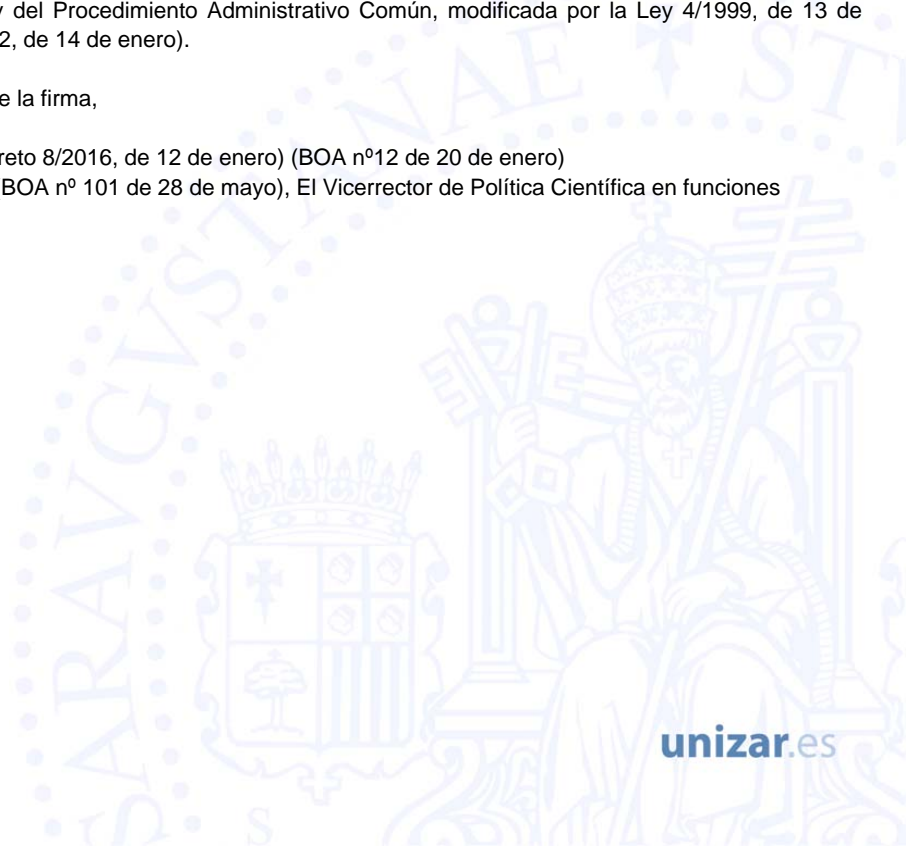 y del Procedimiento Administrativo Común, modificada por la Ley 4/1999, de 13 de
2, de 14 de enero).
e la firma,
reto 8/2016, de 12 de enero) (BOA nº12 de 20 de enero)
(BOA nº 101 de 28 de mayo), El Vicerrector de Política Científica en funciones
SARAVGVSTANAE ST
S
unizar.es